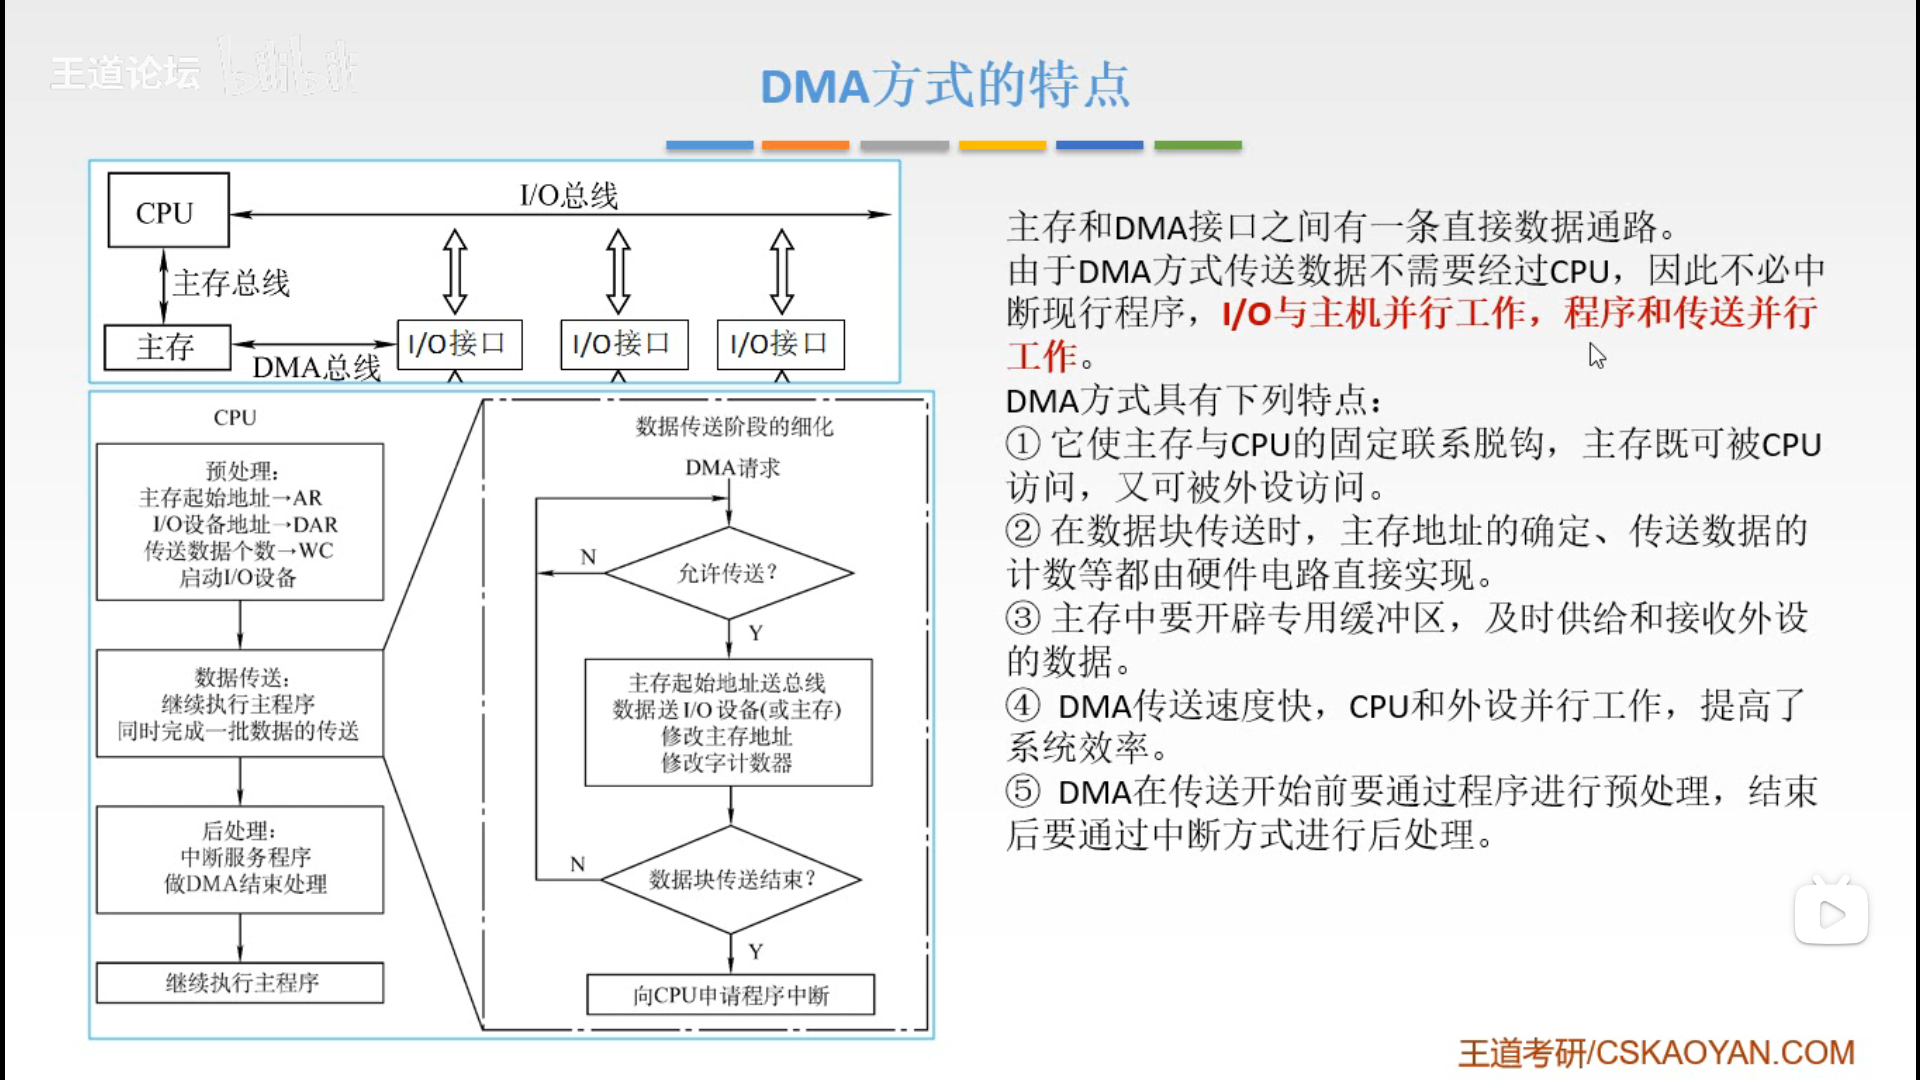 王道论坛 bilibili
DMA方式的特点
CPU
I/O总线
主存总线
主存
DMA总线
I/O接口
I/O接口
I/O接口
CPU
预处理：
主存起始地址→AR
I/O设备地址→DAR
传送数据个数→WC
启动I/O设备
数据传送：
继续执行主程序
同时完成一批数据的传送
后处理：
中断服务程序
做DMA结束处理
继续执行主程序
数据传送阶段的细化
DMA请求
N
允许传送？
Y
主存起始地址送总线
数据送I/O设备(或主存)
修改主存地址
修改字计数器
N
数据块传送结束？
Y
向CPU申请程序中断
主存和DMA接口之间有一条直接数据通路。
由于DMA方式传送数据不需要经过CPU，因此不必中
断现行程序，I/O与主机并行工作，程序和传送并行
工作。
DMA方式具有下列特点：
① 它使主存与CPU的固定联系脱钩，主存既可被CPU
访问，又可被外设访问。
② 在数据块传送时，主存地址的确定、传送数据的
计数等都由硬件电路直接实现。
③ 主存中要开辟专用缓冲区，及时供给和接收外设
的数据。
④ DMA传送速度快，CPU和外设并行工作，提高了
系统效率。
⑤ DMA在传送开始前要通过程序进行预处理，结束
后要通过中断方式进行后处理。
王道考研/CSKAOYAN.COM